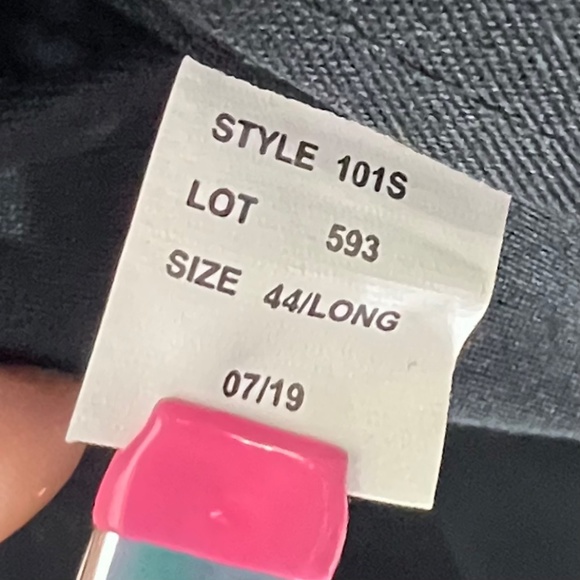 STYLE 101S
LOT 593
SIZE 44/LONG
07/19